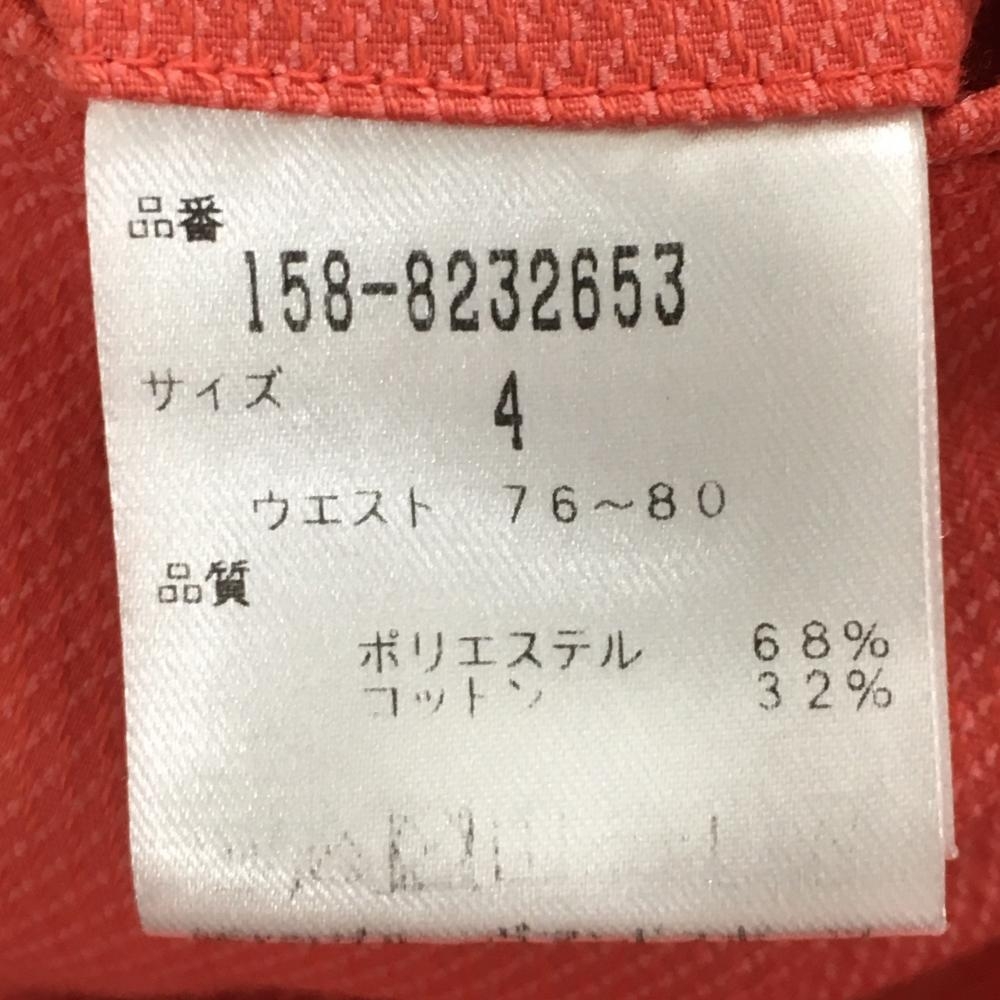 品番
158-8232653
サイズ 4
ウエスト 76～80
品質
ポリエステル 68%
コットン 32%